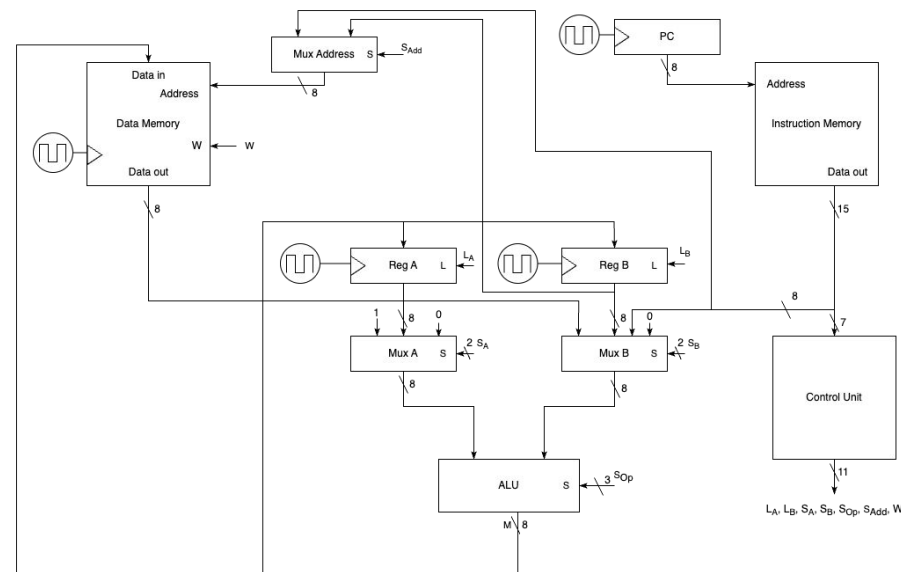 PC
Mux Address S
S_Add
8
8
Data in
Address
Data Memory
W
W
Data out
Address
Instruction Memory
Data out
8
15
Reg A L
L_A
Reg B L
L_B
8
7
1
8
0
8
0
Mux A S
2 S_A
Mux B S
2 S_B
8
8
Control Unit
ALU S
3 S_Op
11
L_A, L_B, S_A, S_B, S_Op, S_Add, W
M 8